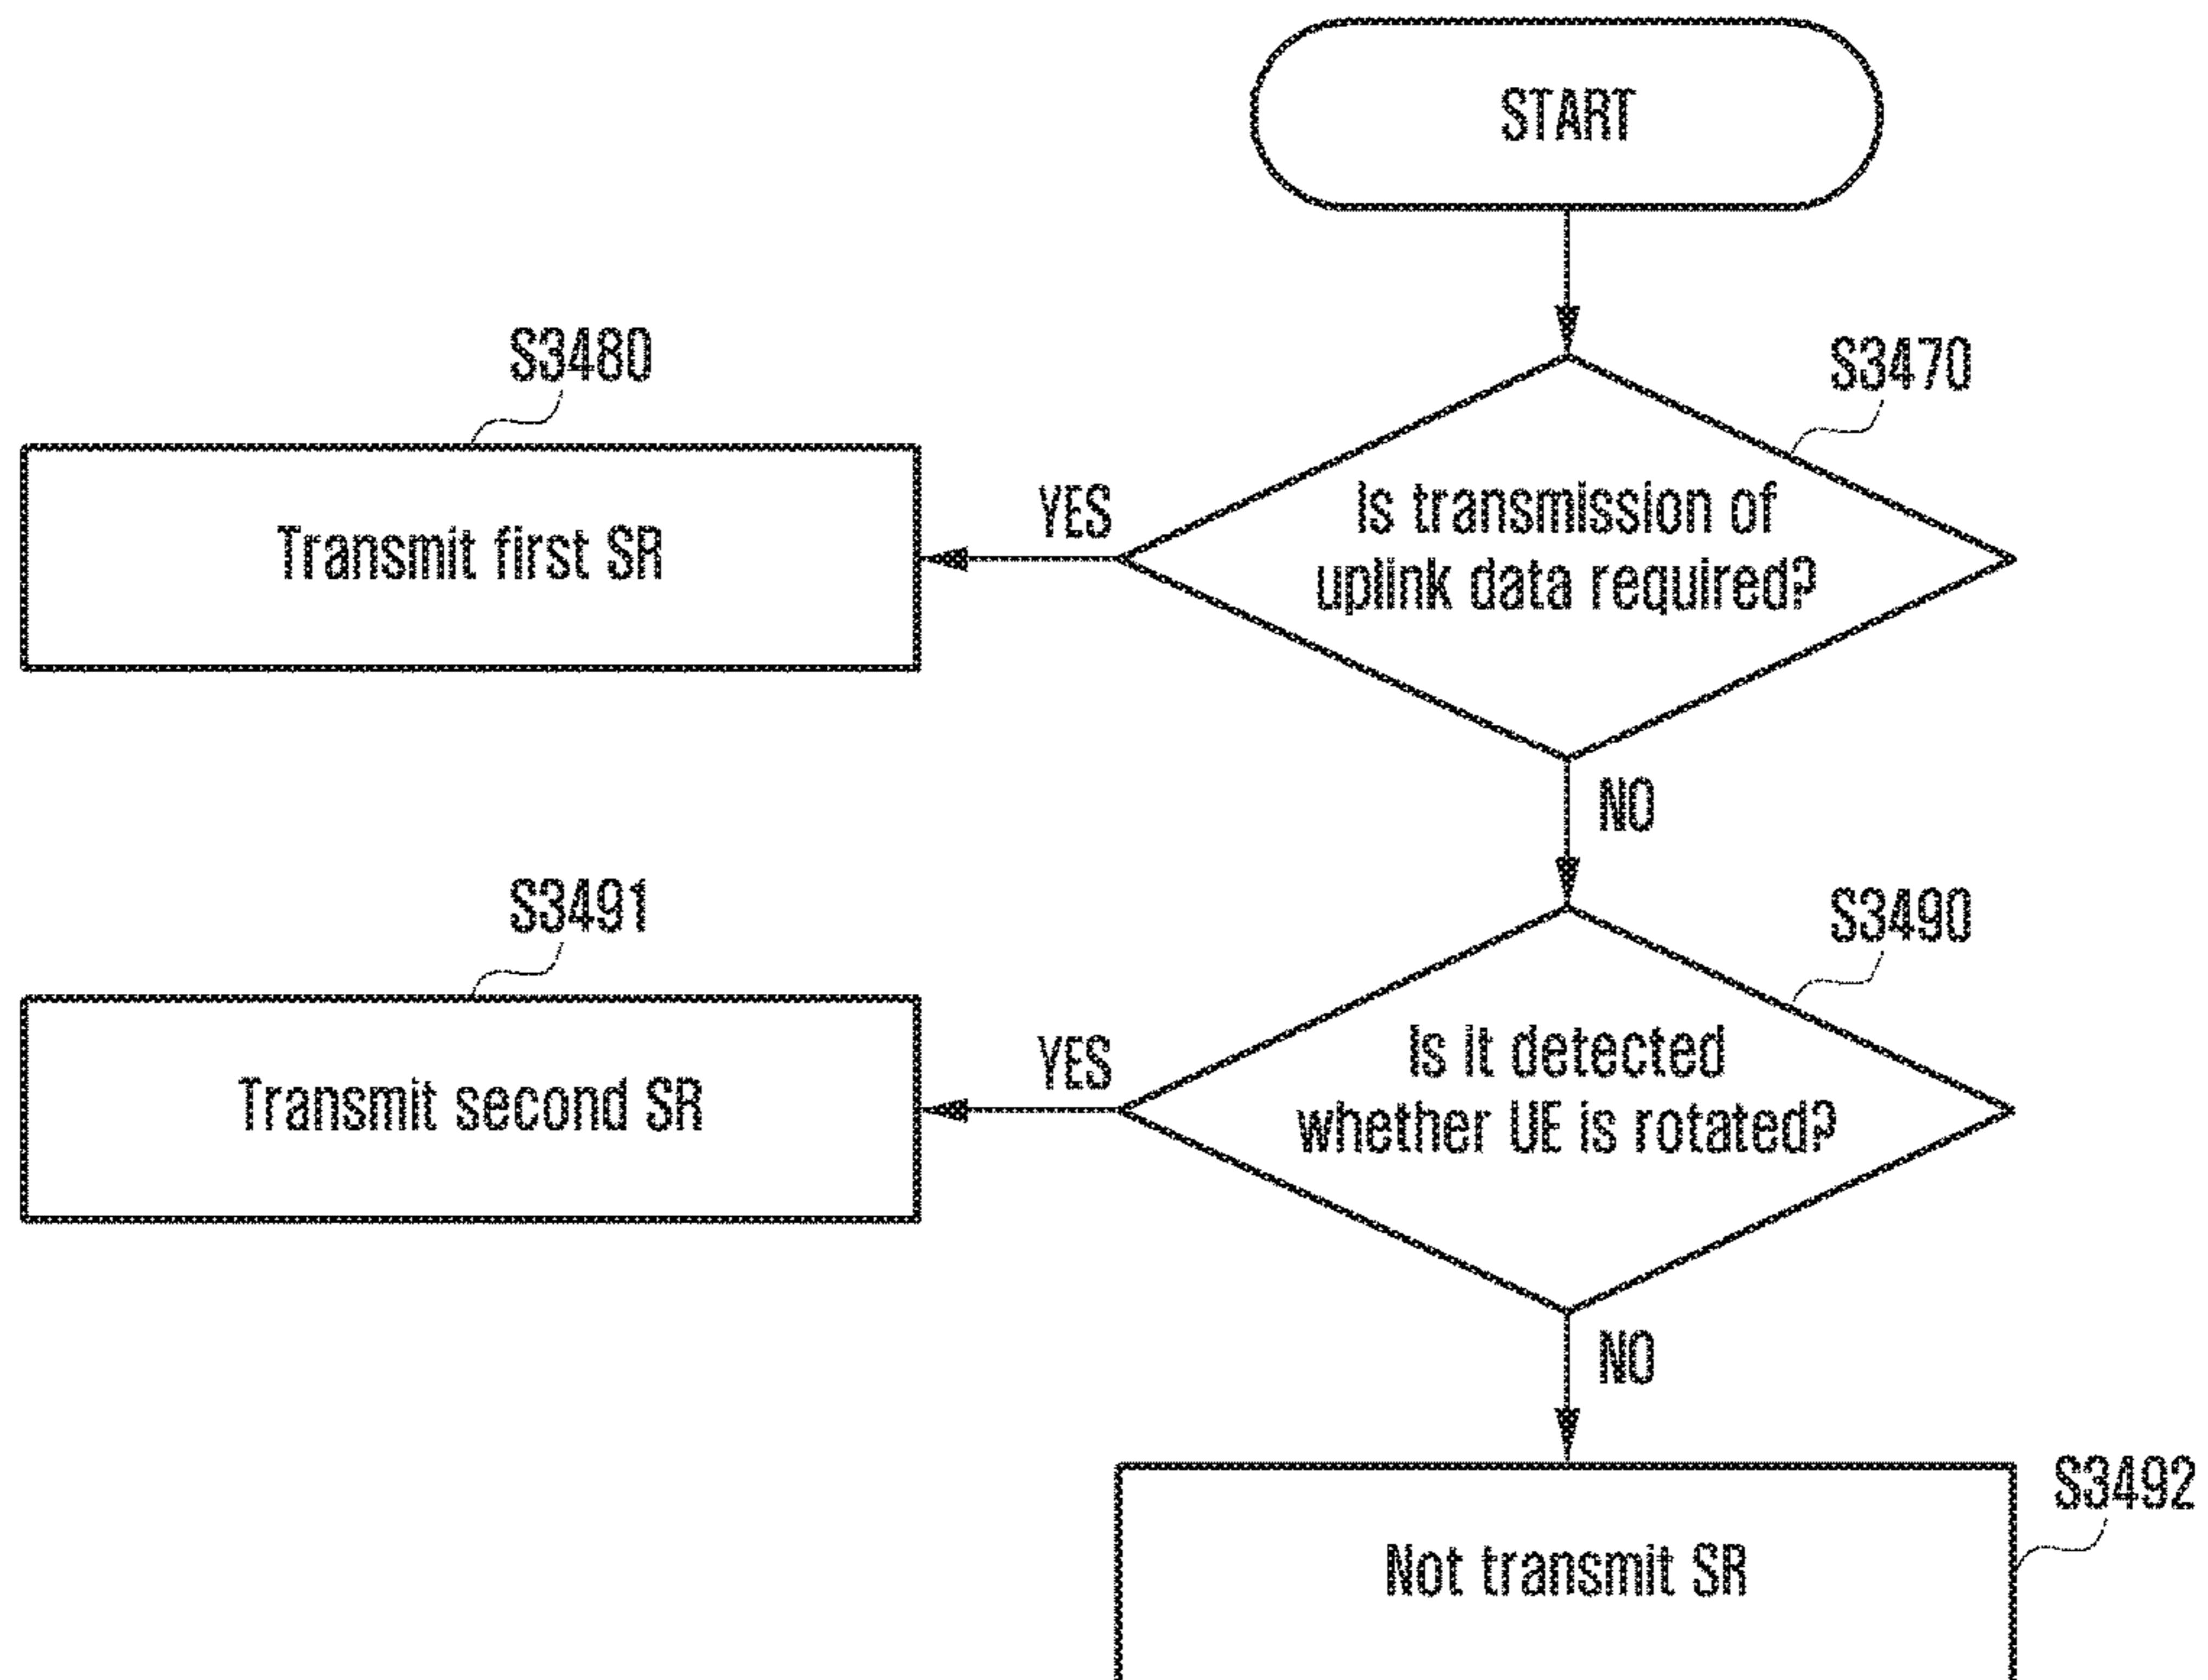 START
S3470
Is transmission of
uplink data required?
YES
S3480
Transmit first SR
NO
S3490
Is it detected
whether UE is rotated?
YES
S3491
Transmit second SR
NO
S3492
Not transmit SR